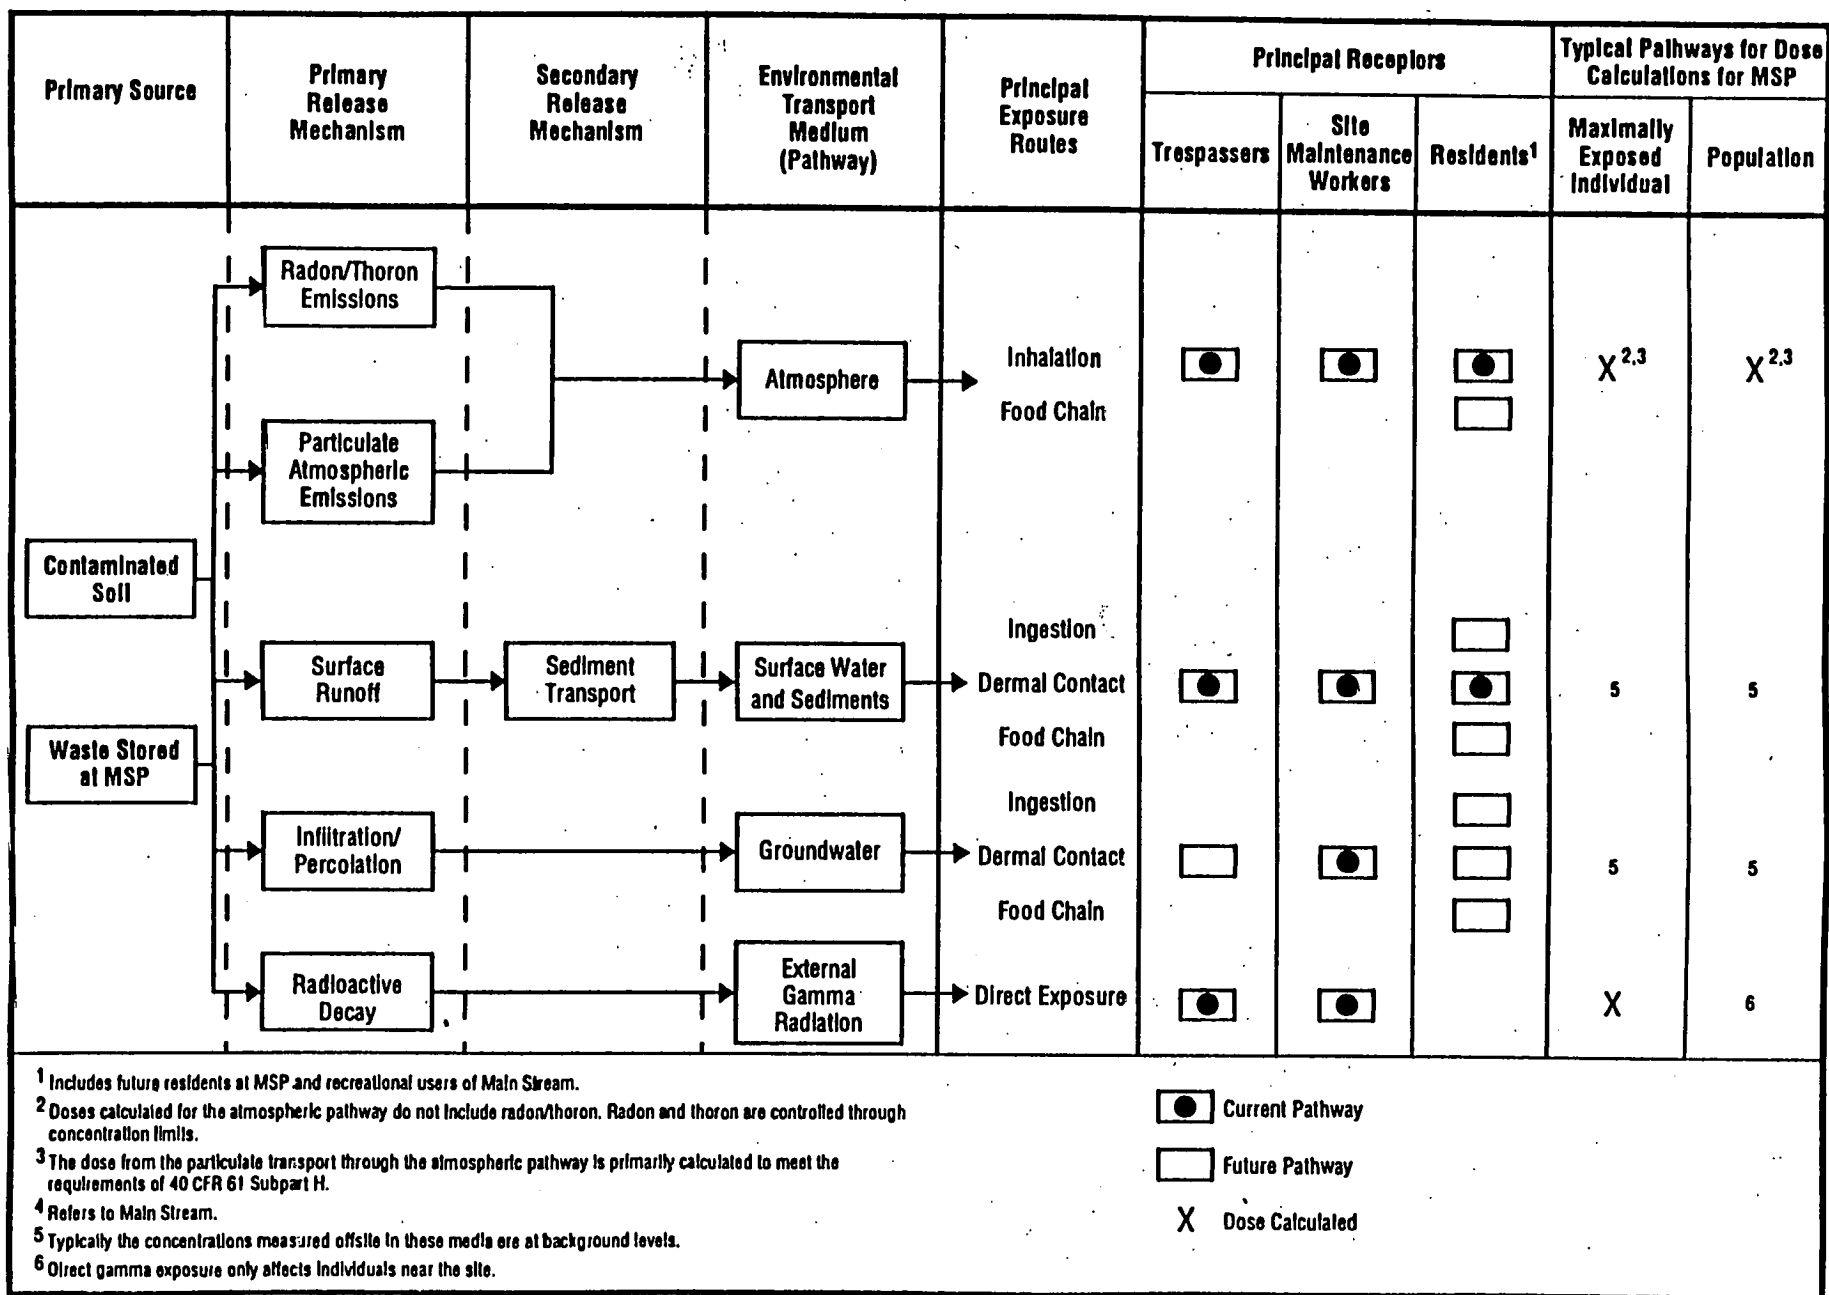 Primary Source
Primary
Release
Mechanism
Secondary
Release
Mechanism
Environmental
Transport
Medium
(Pathway)
Principal
Exposure
Routes
Principal Receptors
Trespassers
Site
Maintenance
Workers
Residents1
Typical Pathways for Dose
Calculations for MSP
Maximally
Exposed
Individual
Population
Contaminated
Soil
Waste Stored
at MSP
Radon/Thoron
Emissions
Particulate
Atmospheric
Emissions
Atmosphere
Inhalation
Food Chain
X2,3
X2,3
Surface
Runoff
Sediment
Transport
Surface Water
and Sediments
Ingestion
Dermal Contact
Food Chain
5
5
Infiltration/
Percolation
Groundwater
Ingestion
Dermal Contact
Food Chain
5
5
Radioactive
Decay
External
Gamma
Radiation
Direct Exposure
X
6
1 Includes future residents at MSP and recreational users of Main Stream.
2 Doses calculated for the atmospheric pathway do not include radon/thoron. Radon and thoron are controlled through
concentration limits.
3 The dose from the particulate transport through the atmospheric pathway is primarily calculated to meet the
requirements of 40 CFR 61 Subpart H.
4 Refers to Main Stream.
5 Typically the concentrations measured offsite in these media are at background levels.
6 Direct gamma exposure only affects individuals near the site.
Current Pathway
Future Pathway
X Dose Calculated